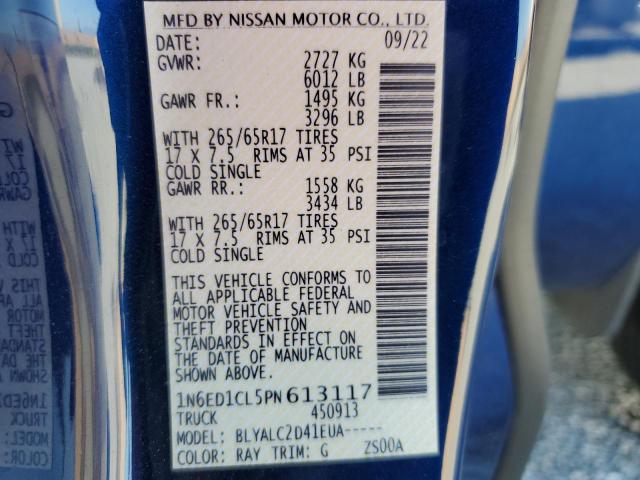 MFD BY NISSAN MOTOR CO., LTD.
DATE: 09/22
GVWR: 2727 KG
6012 LB
GAWR FR.: 1495 KG
3296 LB
WITH 265/65R17 TIRES
17 X 7.5 RIMS AT 35 PSI
COLD SINGLE
GAWR RR.: 1558 KG
3434 LB
WITH 265/65R17 TIRES
17 X 7.5 RIMS AT 35 PSI
COLD SINGLE
THIS VEHICLE CONFORMS TO
ALL APPLICABLE FEDERAL
MOTOR VEHICLE SAFETY AND
THEFT PREVENTION
STANDARDS IN EFFECT ON
THE DATE OF MANUFACTURE
SHOWN ABOVE.
1N6ED1CL5PN613117
TRUCK 450913
MODEL: BLYALC2D41EUA-----
COLOR: RAY TRIM: G ZS00A